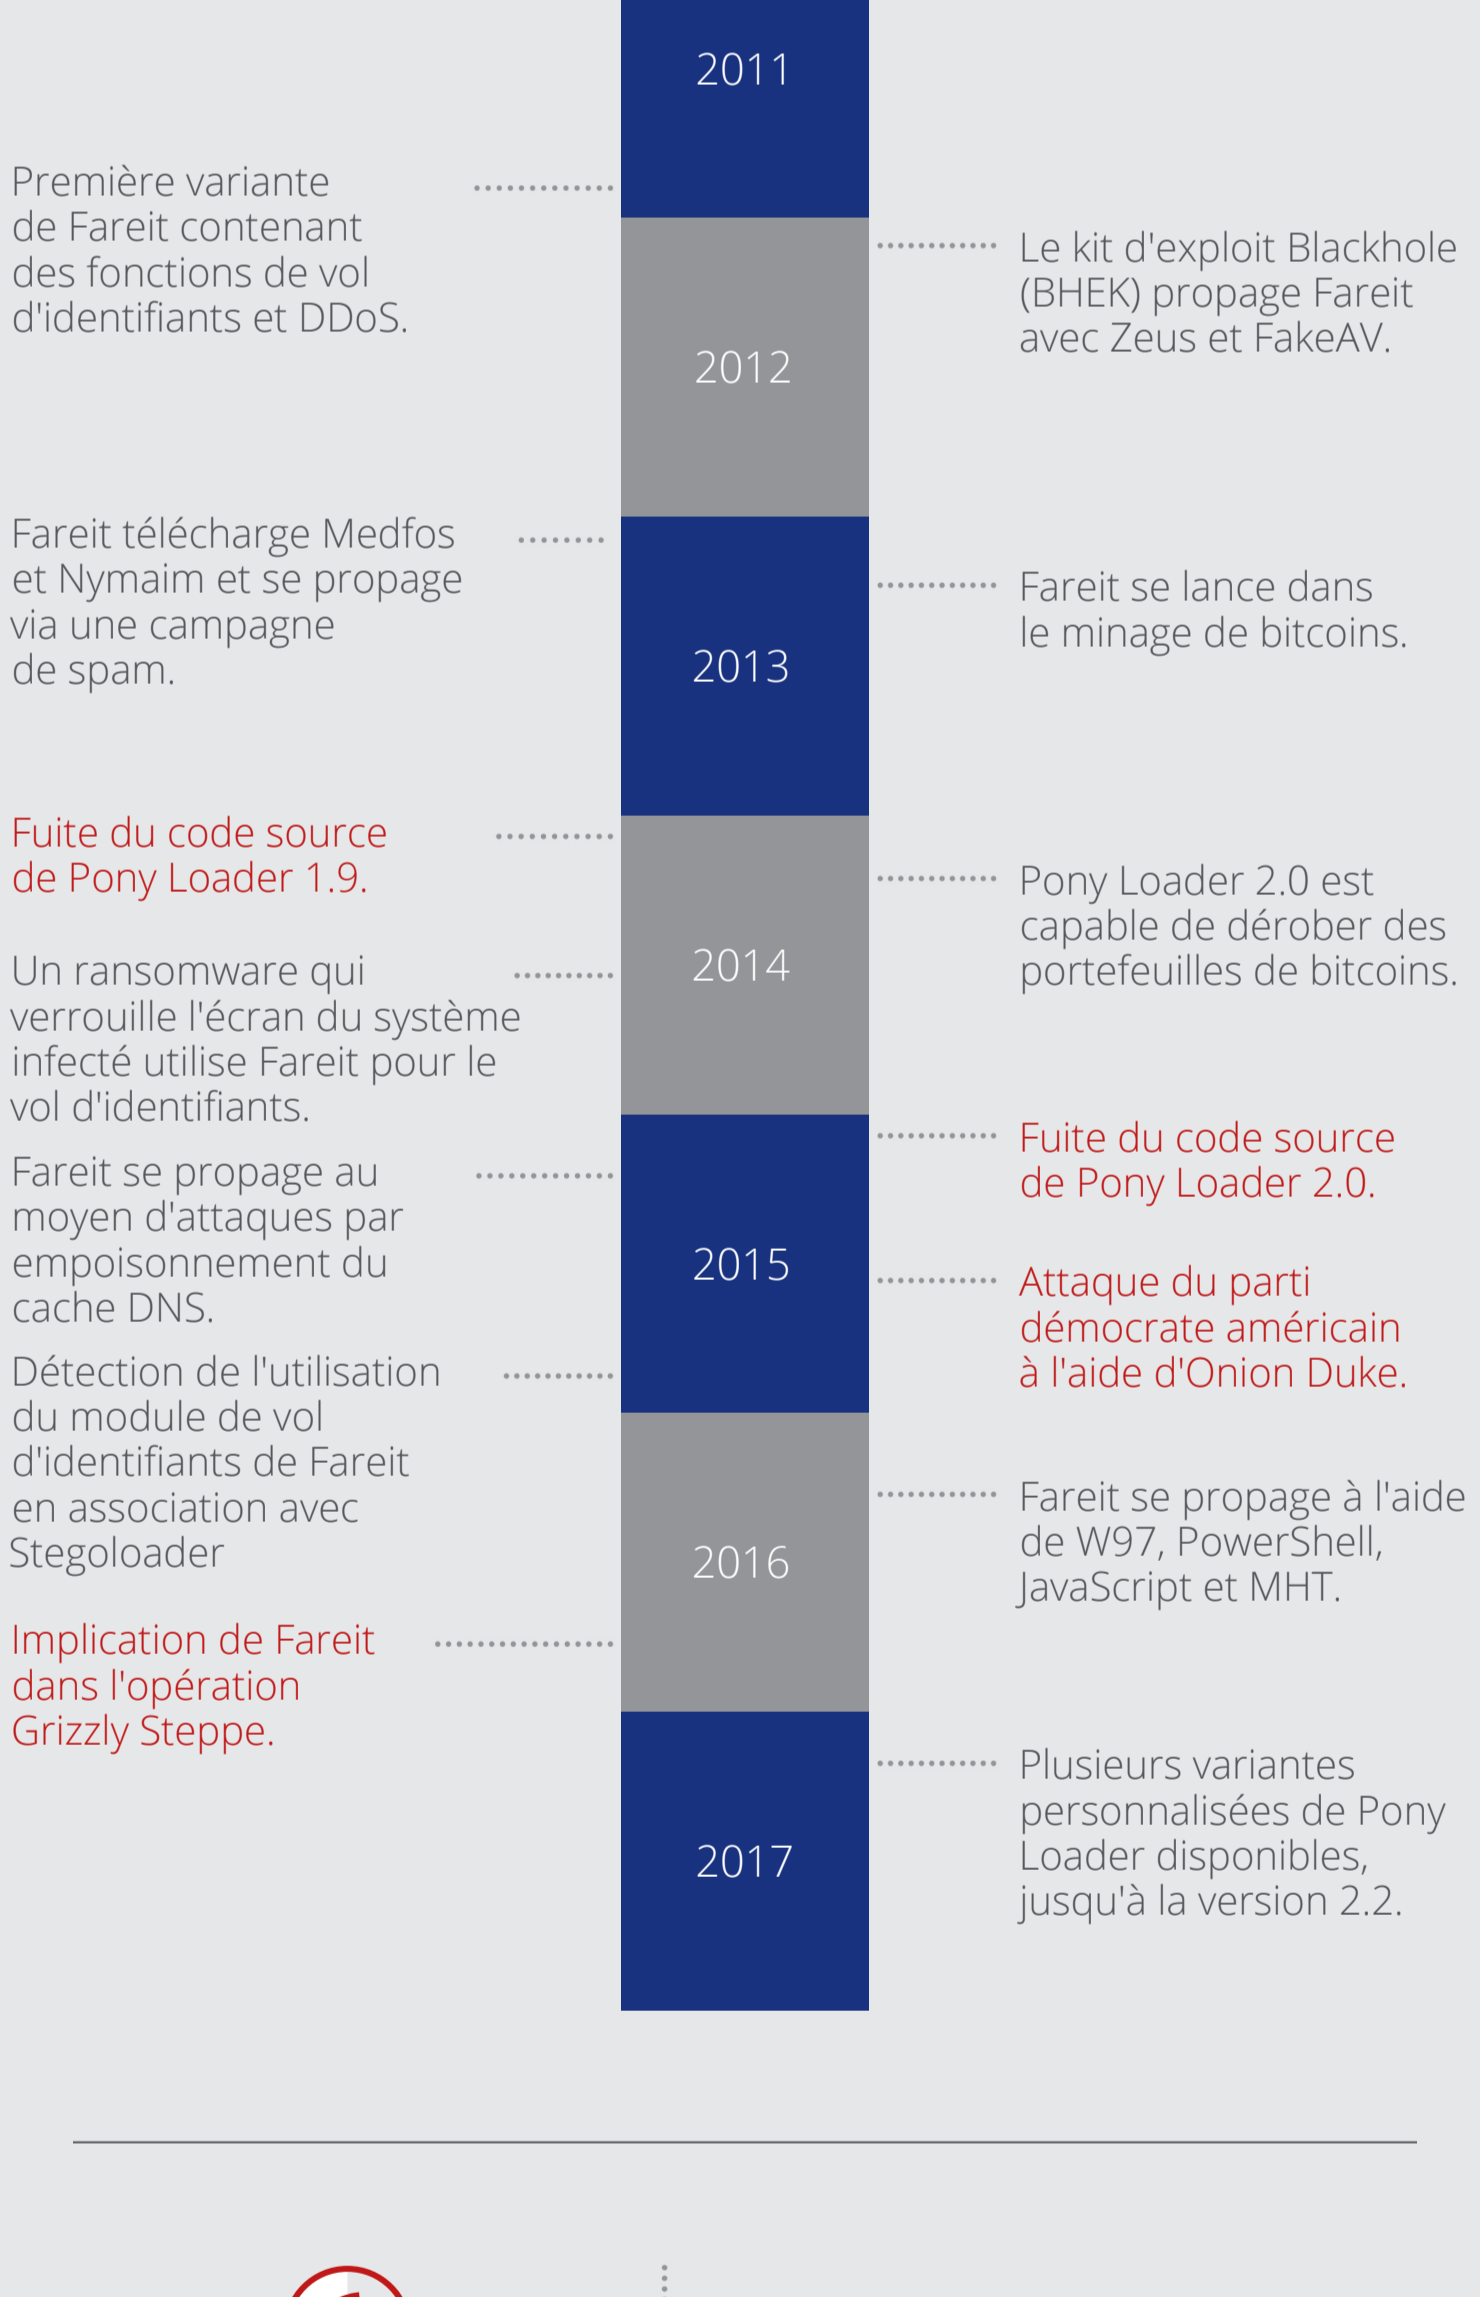 2011
Première variante
de Fareit contenant
des fonctions de vol
d'identifiants et DDoS.
Le kit d'exploit Blackhole
(BHEK) propage Fareit
avec Zeus et FakeAV.
2012
Fareit télécharge Medfos
et Nymaim et se propage
via une campagne
de spam.
Fareit se lance dans
le minage de bitcoins.
2013
Fuite du code source
de Pony Loader 1.9.
Pony Loader 2.0 est
capable de dérober des
portefeuilles de bitcoins.
2014
Un ransomware qui
verrouille l'écran du système
infecté utilise Fareit pour le
vol d'identifiants.
Fuite du code source
de Pony Loader 2.0.
Fareit se propage au
moyen d'attaques par
empoisonnement du
cache DNS.
2015
Attaque du parti
démocrate américain
à l'aide d'Onion Duke.
Détection de l'utilisation
du module de vol
d'identifiants de Fareit
en association avec
Stegoloader
Fareit se propage à l'aide
de W97, PowerShell,
JavaScript et MHT.
2016
Implication de Fareit
dans l'opération
Grizzly Steppe.
Plusieurs variantes
personnalisées de Pony
Loader disponibles,
jusqu'à la version 2.2.
2017